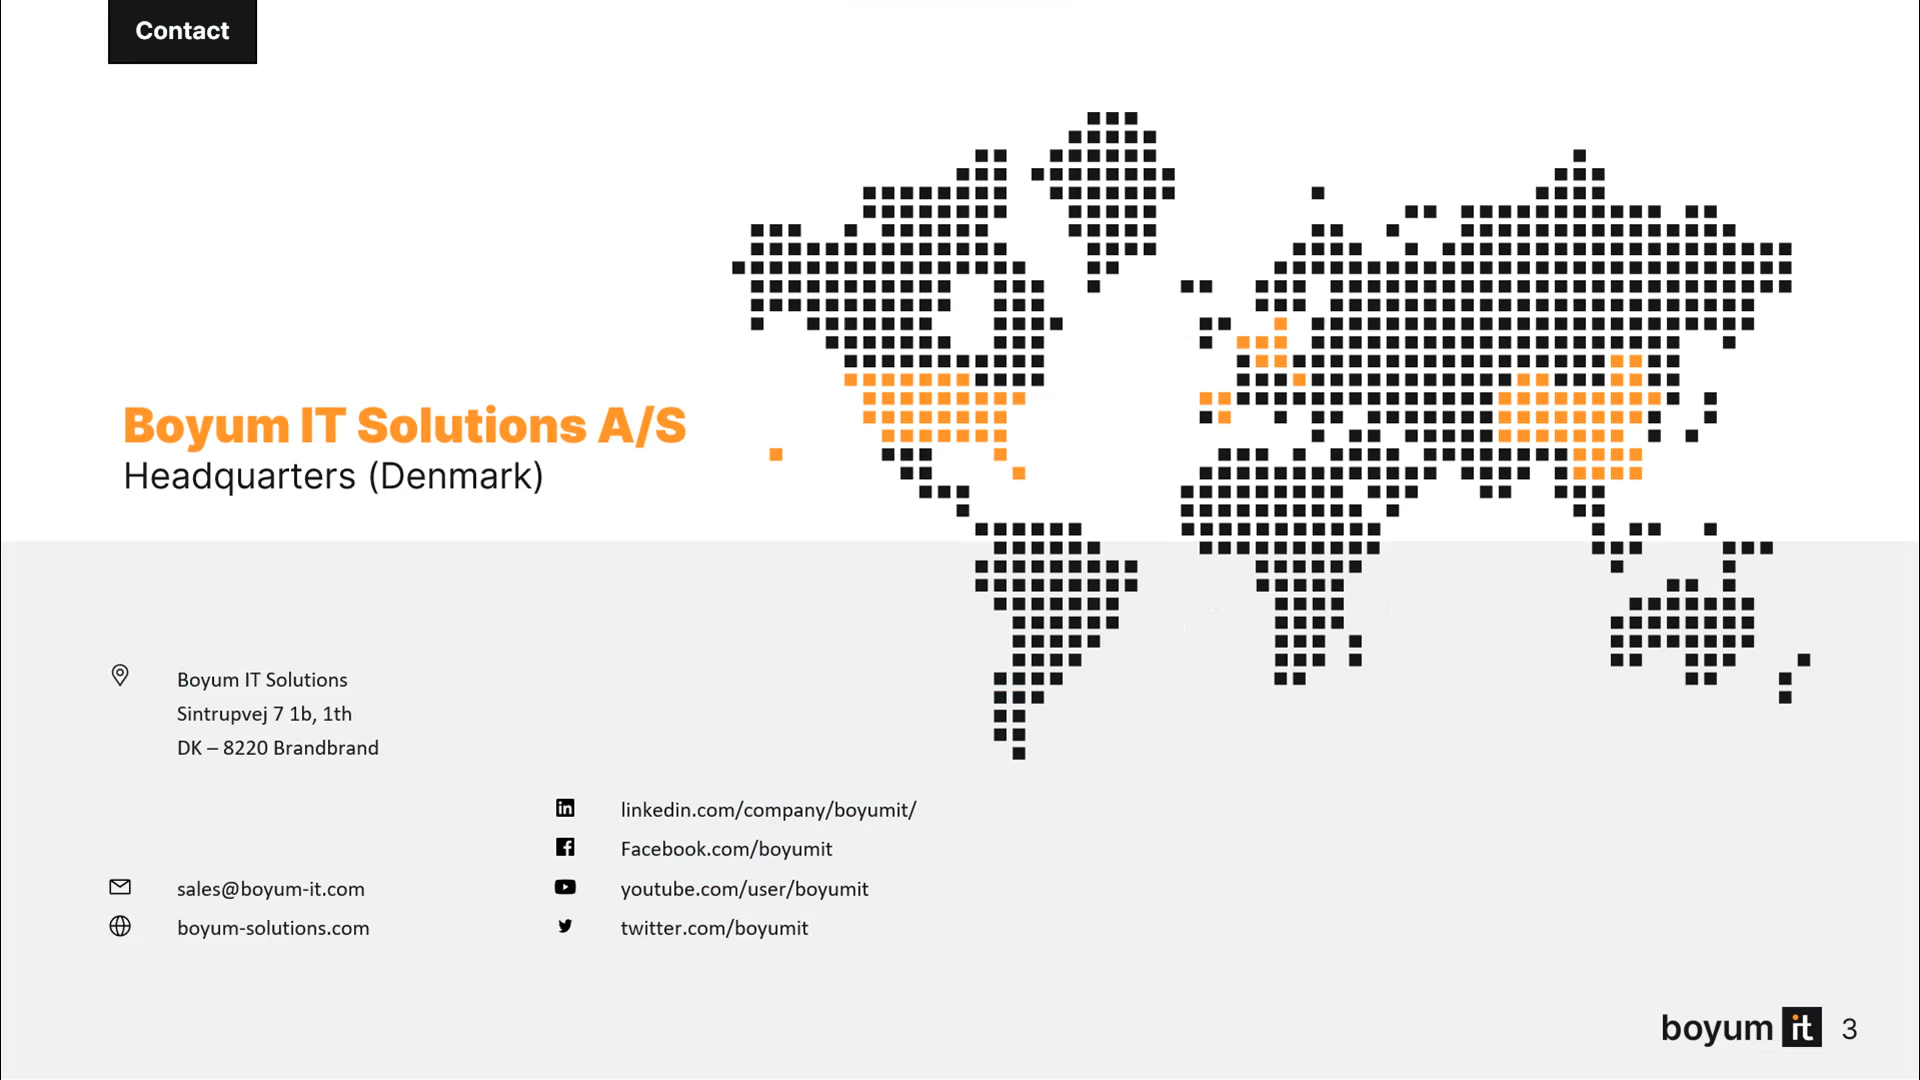 Contact
Boyum IT Solutions A/S
Headquarters (Denmark)
Boyum IT Solutions
Sintrupvej 7 1b, 1th
DK – 8220 Brandbrand
sales@boyum-it.com
boyum-solutions.com
linkedin.com/company/boyumit/
Facebook.com/boyumit
youtube.com/user/boyumit
twitter.com/boyumit
boyum it 3